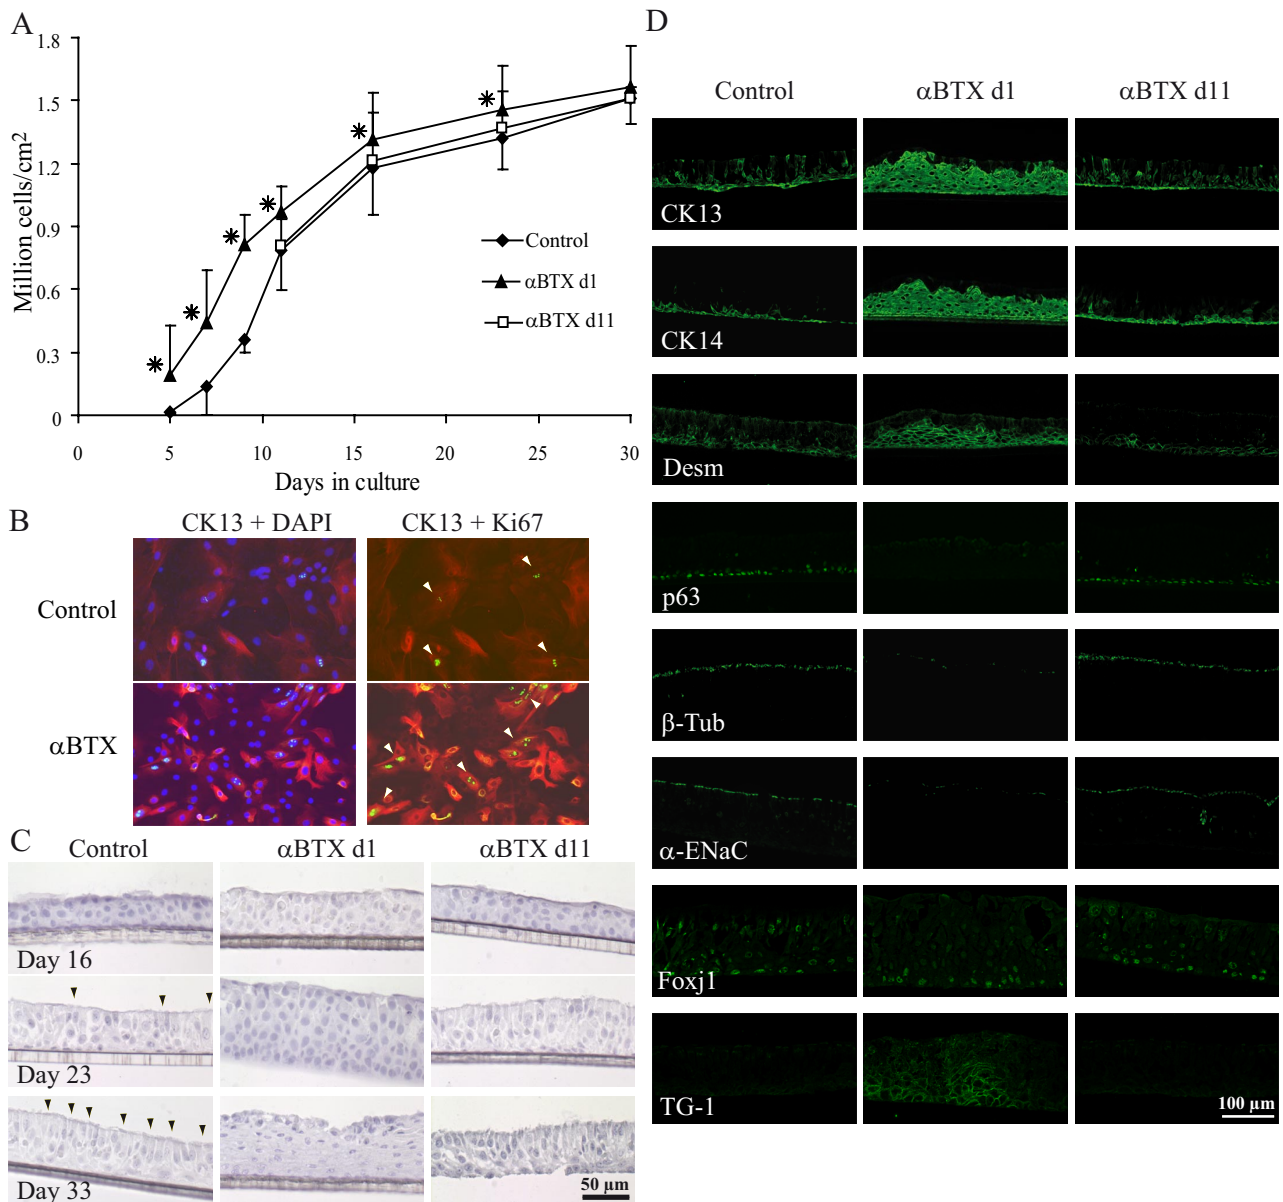 A
1.8
1.5
1.2
0.9
0.6
0.3
0
Million cells/cm²
0 5 10 15 20 25 30
Days in culture
Control
αBTX d1
αBTX d11
B
CK13 + DAPI CK13 + Ki67
Control
αBTX
C
Control αBTX d1 αBTX d11
Day 16
Day 23
Day 33
50 µm
D
Control αBTX d1 αBTX d11
CK13
CK14
Desm
p63
β-Tub
α-ENaC
Foxj1
TG-1
100 µm